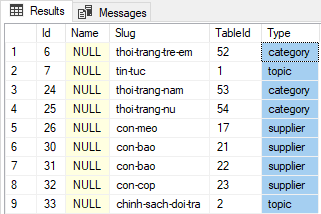 Results Messages
Id Name Slug TableId Type
1 6 NULL thoi-trang-tre-em 52 category
2 7 NULL tin-tuc 1 topic
3 24 NULL thoi-trang-nam 53 category
4 25 NULL thoi-trang-nu 54 category
5 26 NULL con-meo 17 supplier
6 30 NULL con-bao 21 supplier
7 31 NULL con-bao 22 supplier
8 32 NULL con-cop 23 supplier
9 33 NULL chinh-sach-doi-tra 2 topic